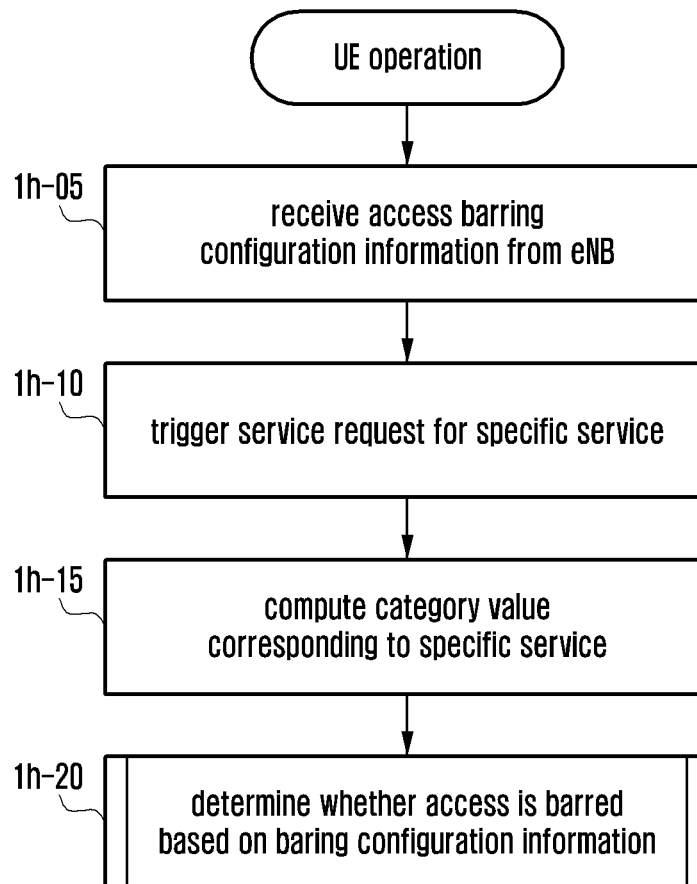 UE operation
1h-05
receive access barring
configuration information from eNB
1h-10
trigger service request for specific service
1h-15
compute category value
corresponding to specific service
1h-20
determine whether access is barred
based on baring configuration information